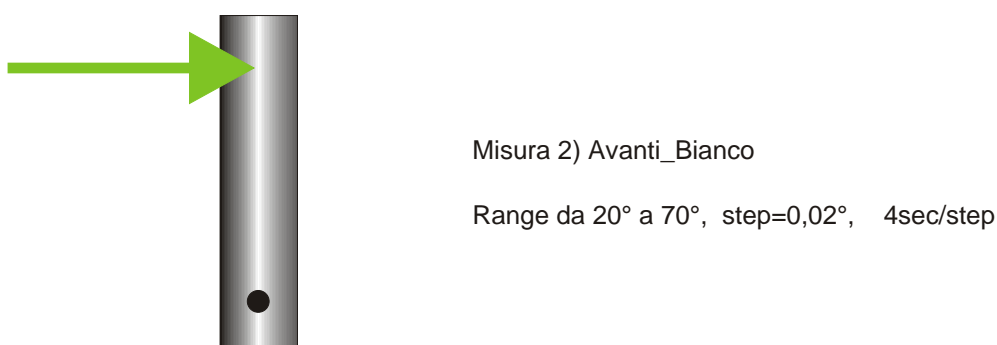 Misura 2) Avanti_Bianco
Range da 20° a 70°, step=0,02°, 4sec/step